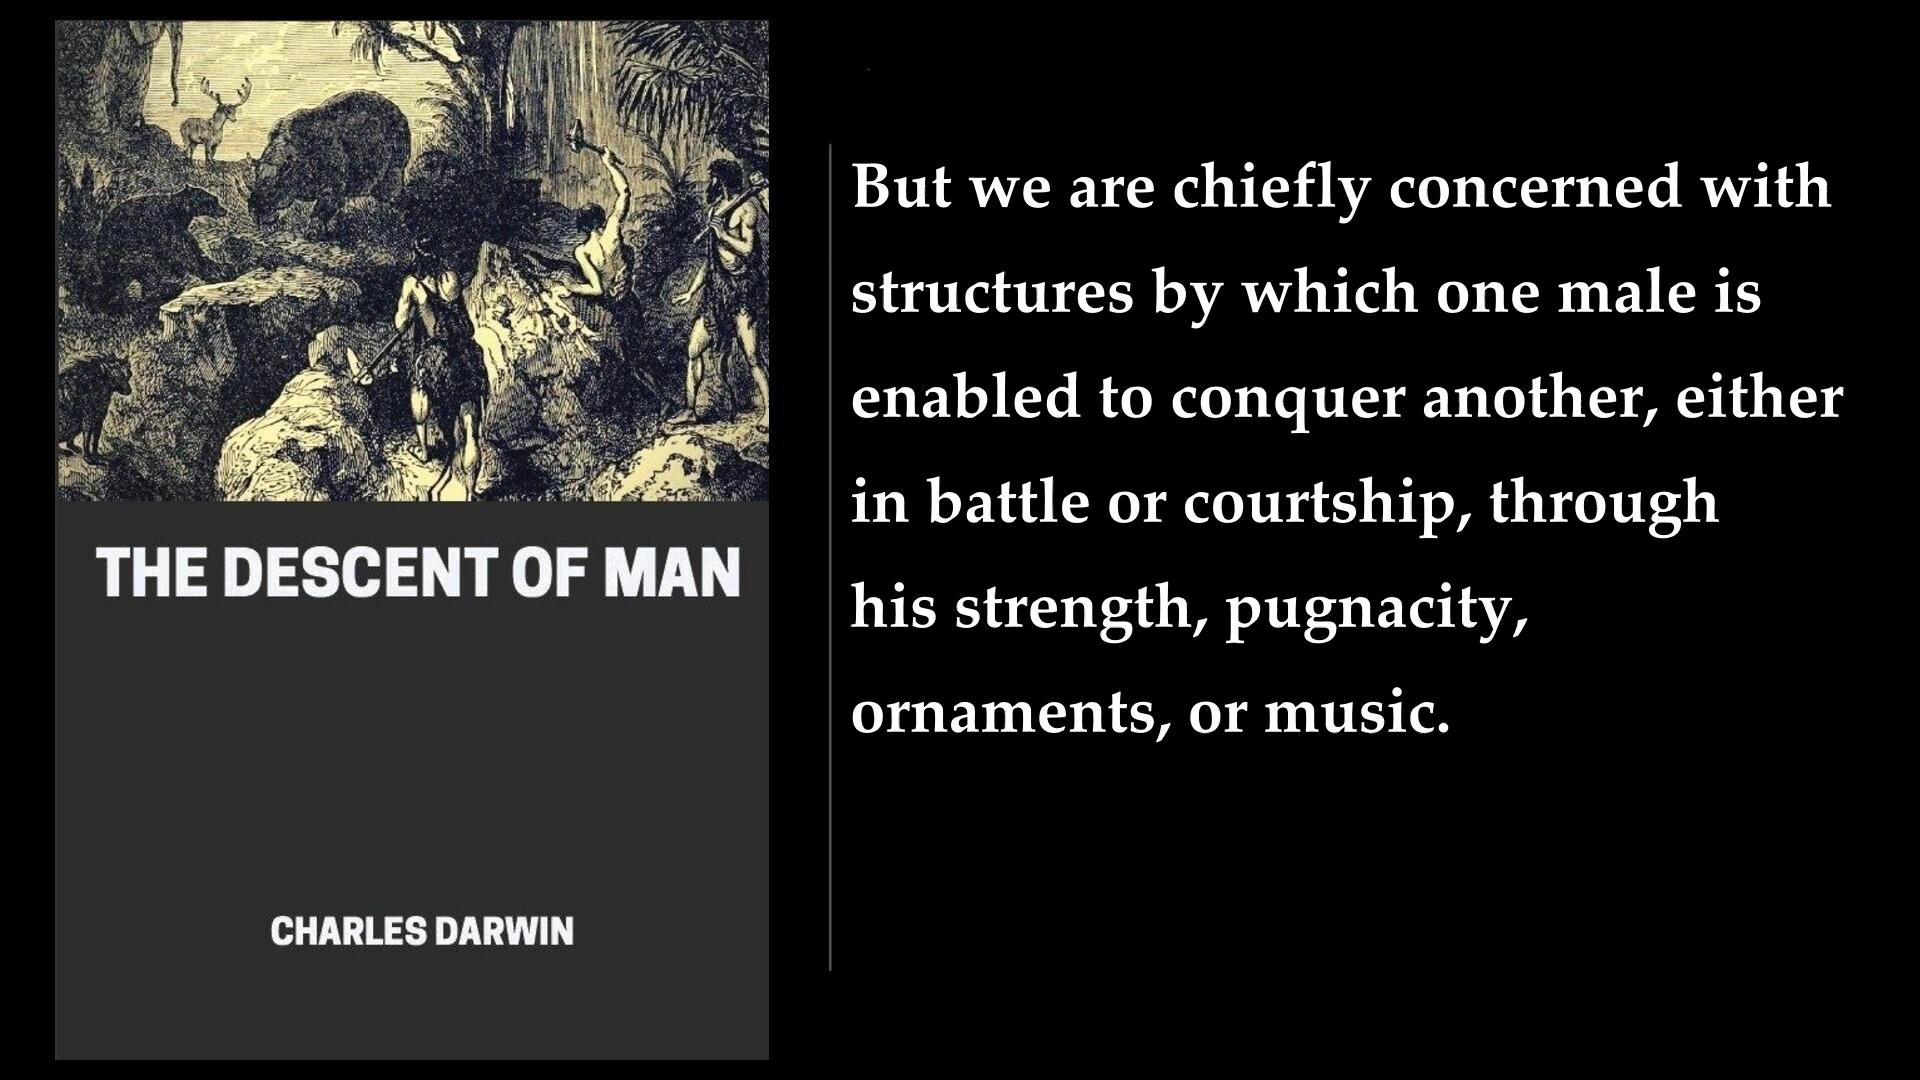 THE DESCENT OF MAN
CHARLES DARWIN
But we are chiefly concerned with
structures by which one male is
enabled to conquer another, either
in battle or courtship, through
his strength, pugnacity,
ornaments, or music.